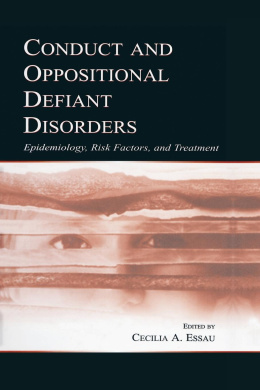 CONDUCT AND
OPPOSITIONAL
DEFIANT
DISORDERS
Epidemiology, Risk Factors, and Treatment
EDITED BY
CECILIA A. ESSAU